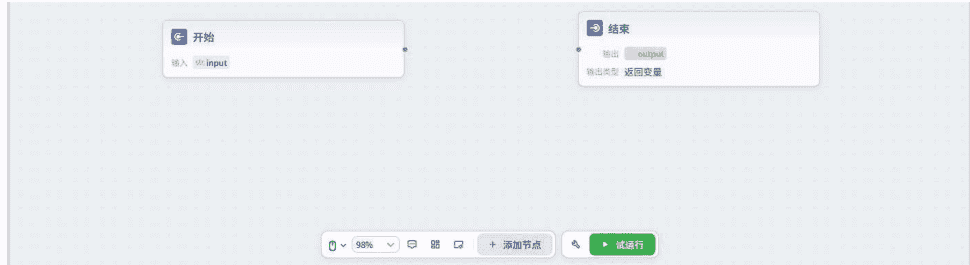 开始
输入 str. input
结束
输出 output
输出类型 返回变量
98%
+ 添加节点
试运行